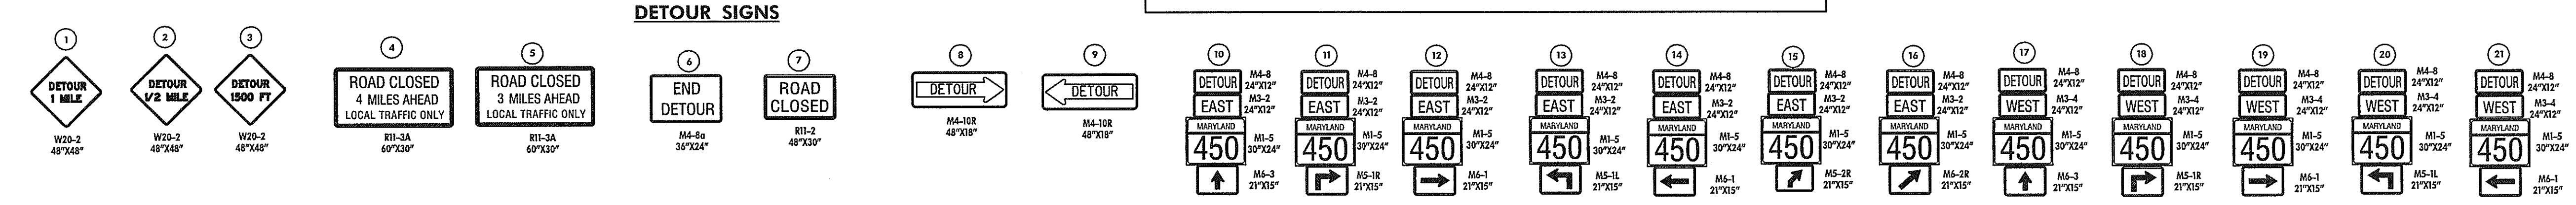 DETOUR SIGNS
1
DETOUR
1 MILE
W20-2
48"X48"
2
DETOUR
1/2 MILE
W20-2
48"X48"
3
DETOUR
1500 FT
W20-2
48"X48"
4
ROAD CLOSED
4 MILES AHEAD
LOCAL TRAFFIC ONLY
R11-3A
60"X30"
5
ROAD CLOSED
3 MILES AHEAD
LOCAL TRAFFIC ONLY
R11-3A
60"X30"
6
END
DETOUR
M4-8a
36"X24"
7
ROAD
CLOSED
R11-2
48"X30"
8
DETOUR
M4-10R
48"X18"
9
DETOUR
M4-10R
48"X18"
10
DETOUR
M4-8
24"X12"
EAST
M3-2
24"X12"
MARYLAND
450
M1-5
30"X24"
M6-3
21"X15"
11
DETOUR
M4-8
24"X12"
EAST
M3-2
24"X12"
MARYLAND
450
M1-5
30"X24"
M5-1R
21"X15"
12
DETOUR
M4-8
24"X12"
EAST
M3-2
24"X12"
MARYLAND
450
M1-5
30"X24"
M6-1
21"X15"
13
DETOUR
M4-8
24"X12"
EAST
M3-2
24"X12"
MARYLAND
450
M1-5
30"X24"
M5-1L
21"X15"
14
DETOUR
M4-8
24"X12"
EAST
M3-2
24"X12"
MARYLAND
450
M1-5
30"X24"
M6-1
21"X15"
15
DETOUR
M4-8
24"X12"
EAST
M3-2
24"X12"
MARYLAND
450
M1-5
30"X24"
M5-2R
21"X15"
16
DETOUR
M4-8
24"X12"
EAST
M3-2
24"X12"
MARYLAND
450
M1-5
30"X24"
M6-2R
21"X15"
17
DETOUR
M4-8
24"X12"
WEST
M3-4
24"X12"
MARYLAND
450
M1-5
30"X24"
M6-3
21"X15"
18
DETOUR
M4-8
24"X12"
WEST
M3-4
24"X12"
MARYLAND
450
M1-5
30"X24"
M5-1R
21"X15"
19
DETOUR
M4-8
24"X12"
WEST
M3-4
24"X12"
MARYLAND
450
M1-5
30"X24"
M6-1
21"X15"
20
DETOUR
M4-8
24"X12"
WEST
M3-4
24"X12"
MARYLAND
450
M1-5
30"X24"
M5-1L
21"X15"
21
DETOUR
M4-8
24"X12"
WEST
M3-4
24"X12"
MARYLAND
450
M1-5
30"X24"
M6-1
21"X15"